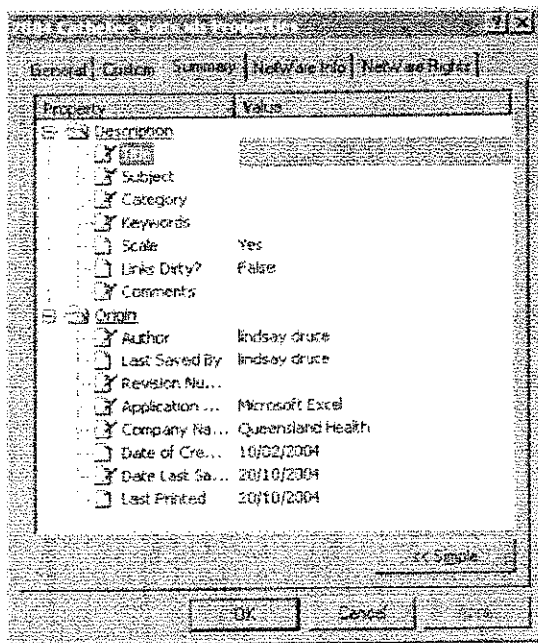 General Custom Summary NetWare Info NetWare Rights
Property Value
Description
Title
Subject
Category
Keywords
Scale Yes
Links Dirty? False
Comments
Origin
Author lindsay druce
Last Saved By lindsay druce
Revision Nu...
Application ... Microsoft Excel
Company Na... Queensland Health
Date of Cre... 10/02/2004
Date Last Sa... 20/10/2004
Last Printed 20/10/2004
<< Simple
OK Cancel